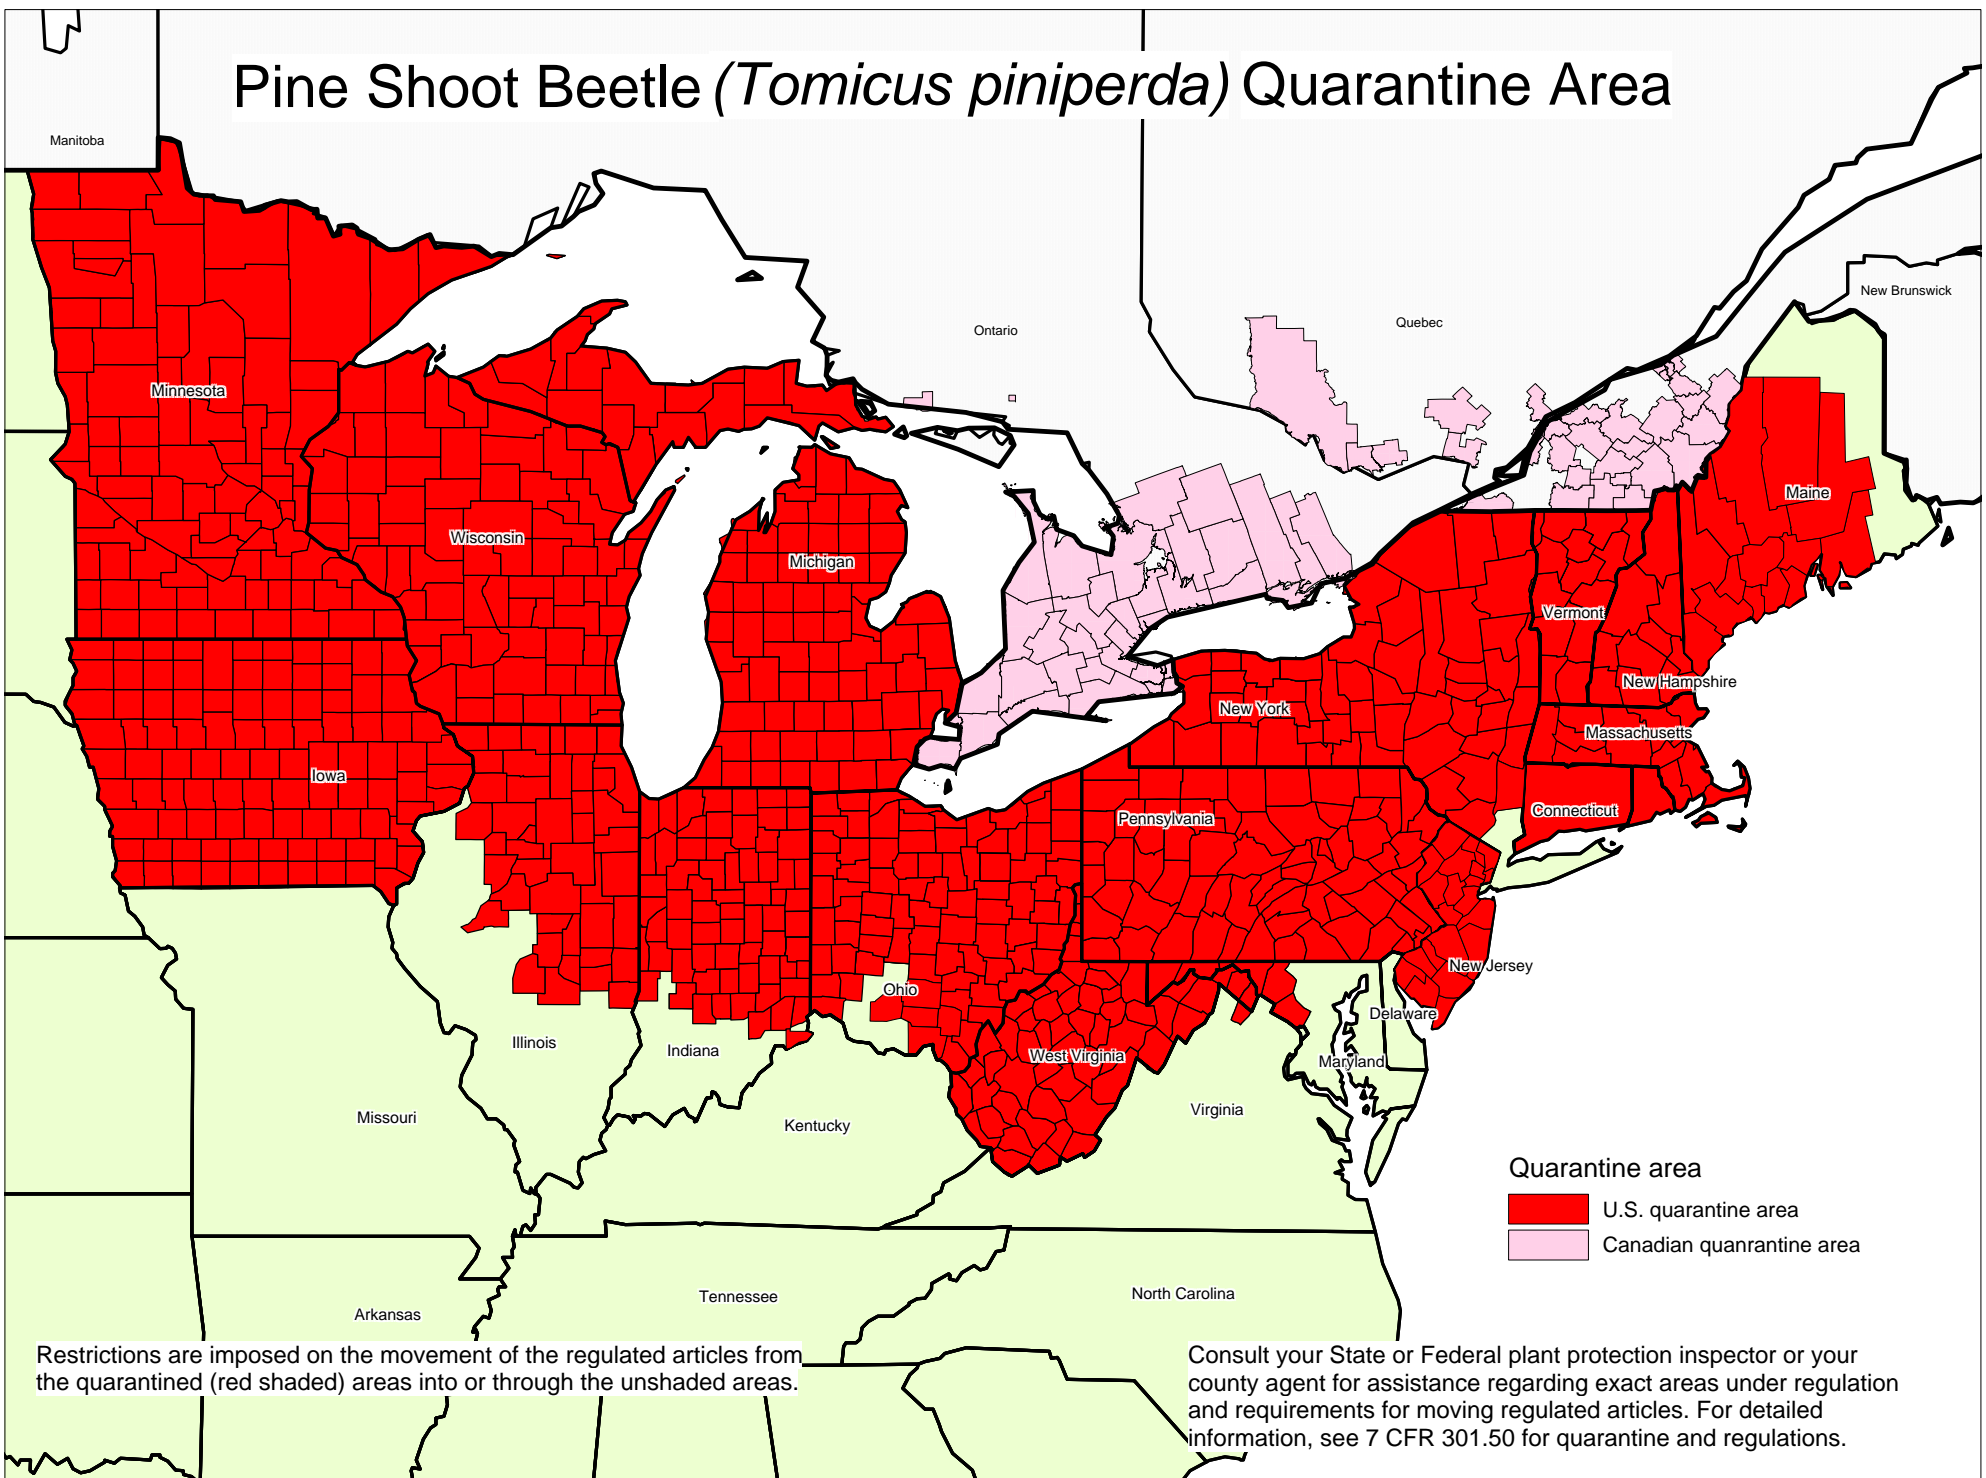 Pine Shoot Beetle (Tomicus piniperda) Quarantine Area
Manitoba
New Brunswick
Ontario
Quebec
Minnesota
Maine
Wisconsin
Michigan
Vermont
New Hampshire
New York
Massachusetts
Iowa
Connecticut
Pennsylvania
New Jersey
Ohio
Delaware
Illinois
Indiana
West Virginia
Maryland
Missouri
Kentucky
Virginia
Quarantine area
U.S. quarantine area
Canadian quanrantine area
Tennessee
North Carolina
Arkansas
Restrictions are imposed on the movement of the regulated articles from
the quarantined (red shaded) areas into or through the unshaded areas.
Consult your State or Federal plant protection inspector or your
county agent for assistance regarding exact areas under regulation
and requirements for moving regulated articles. For detailed
information, see 7 CFR 301.50 for quarantine and regulations.